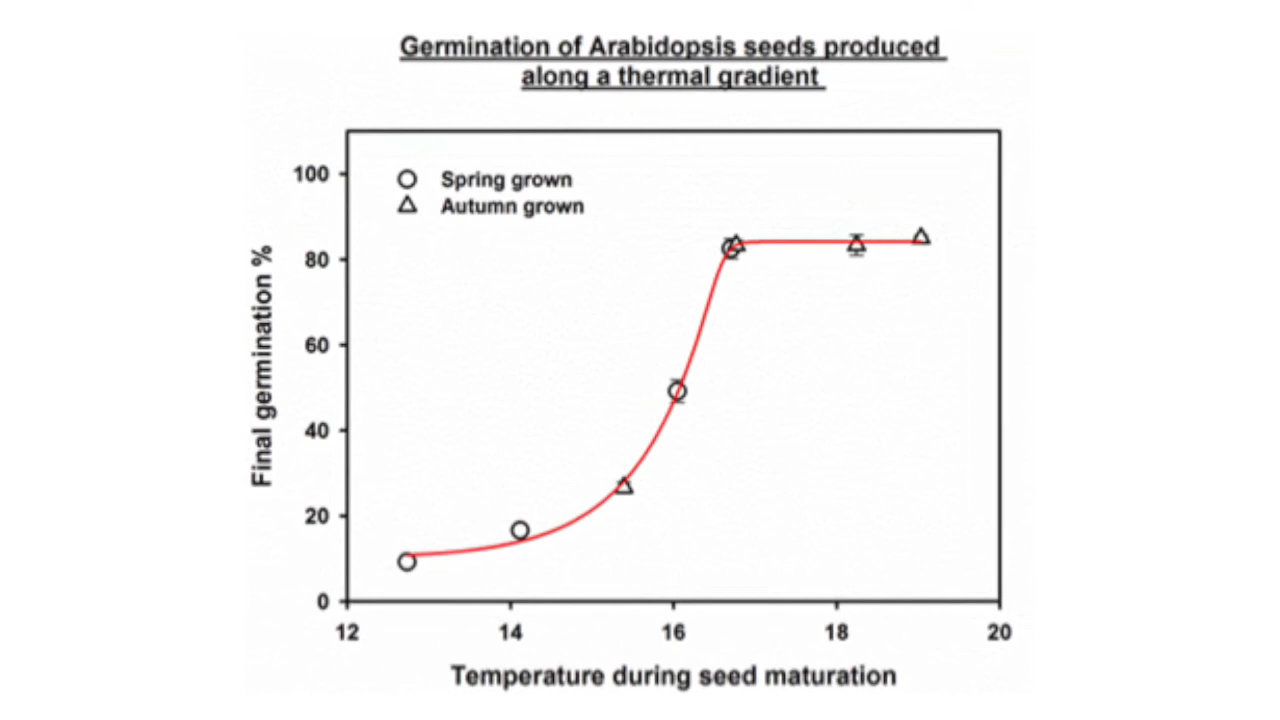 Germination of Arabidopsis seeds produced
along a thermal gradient
100
80
60
40
20
0
Spring grown
Autumn grown
Final germination %
12 14 16 18 20
Temperature during seed maturation